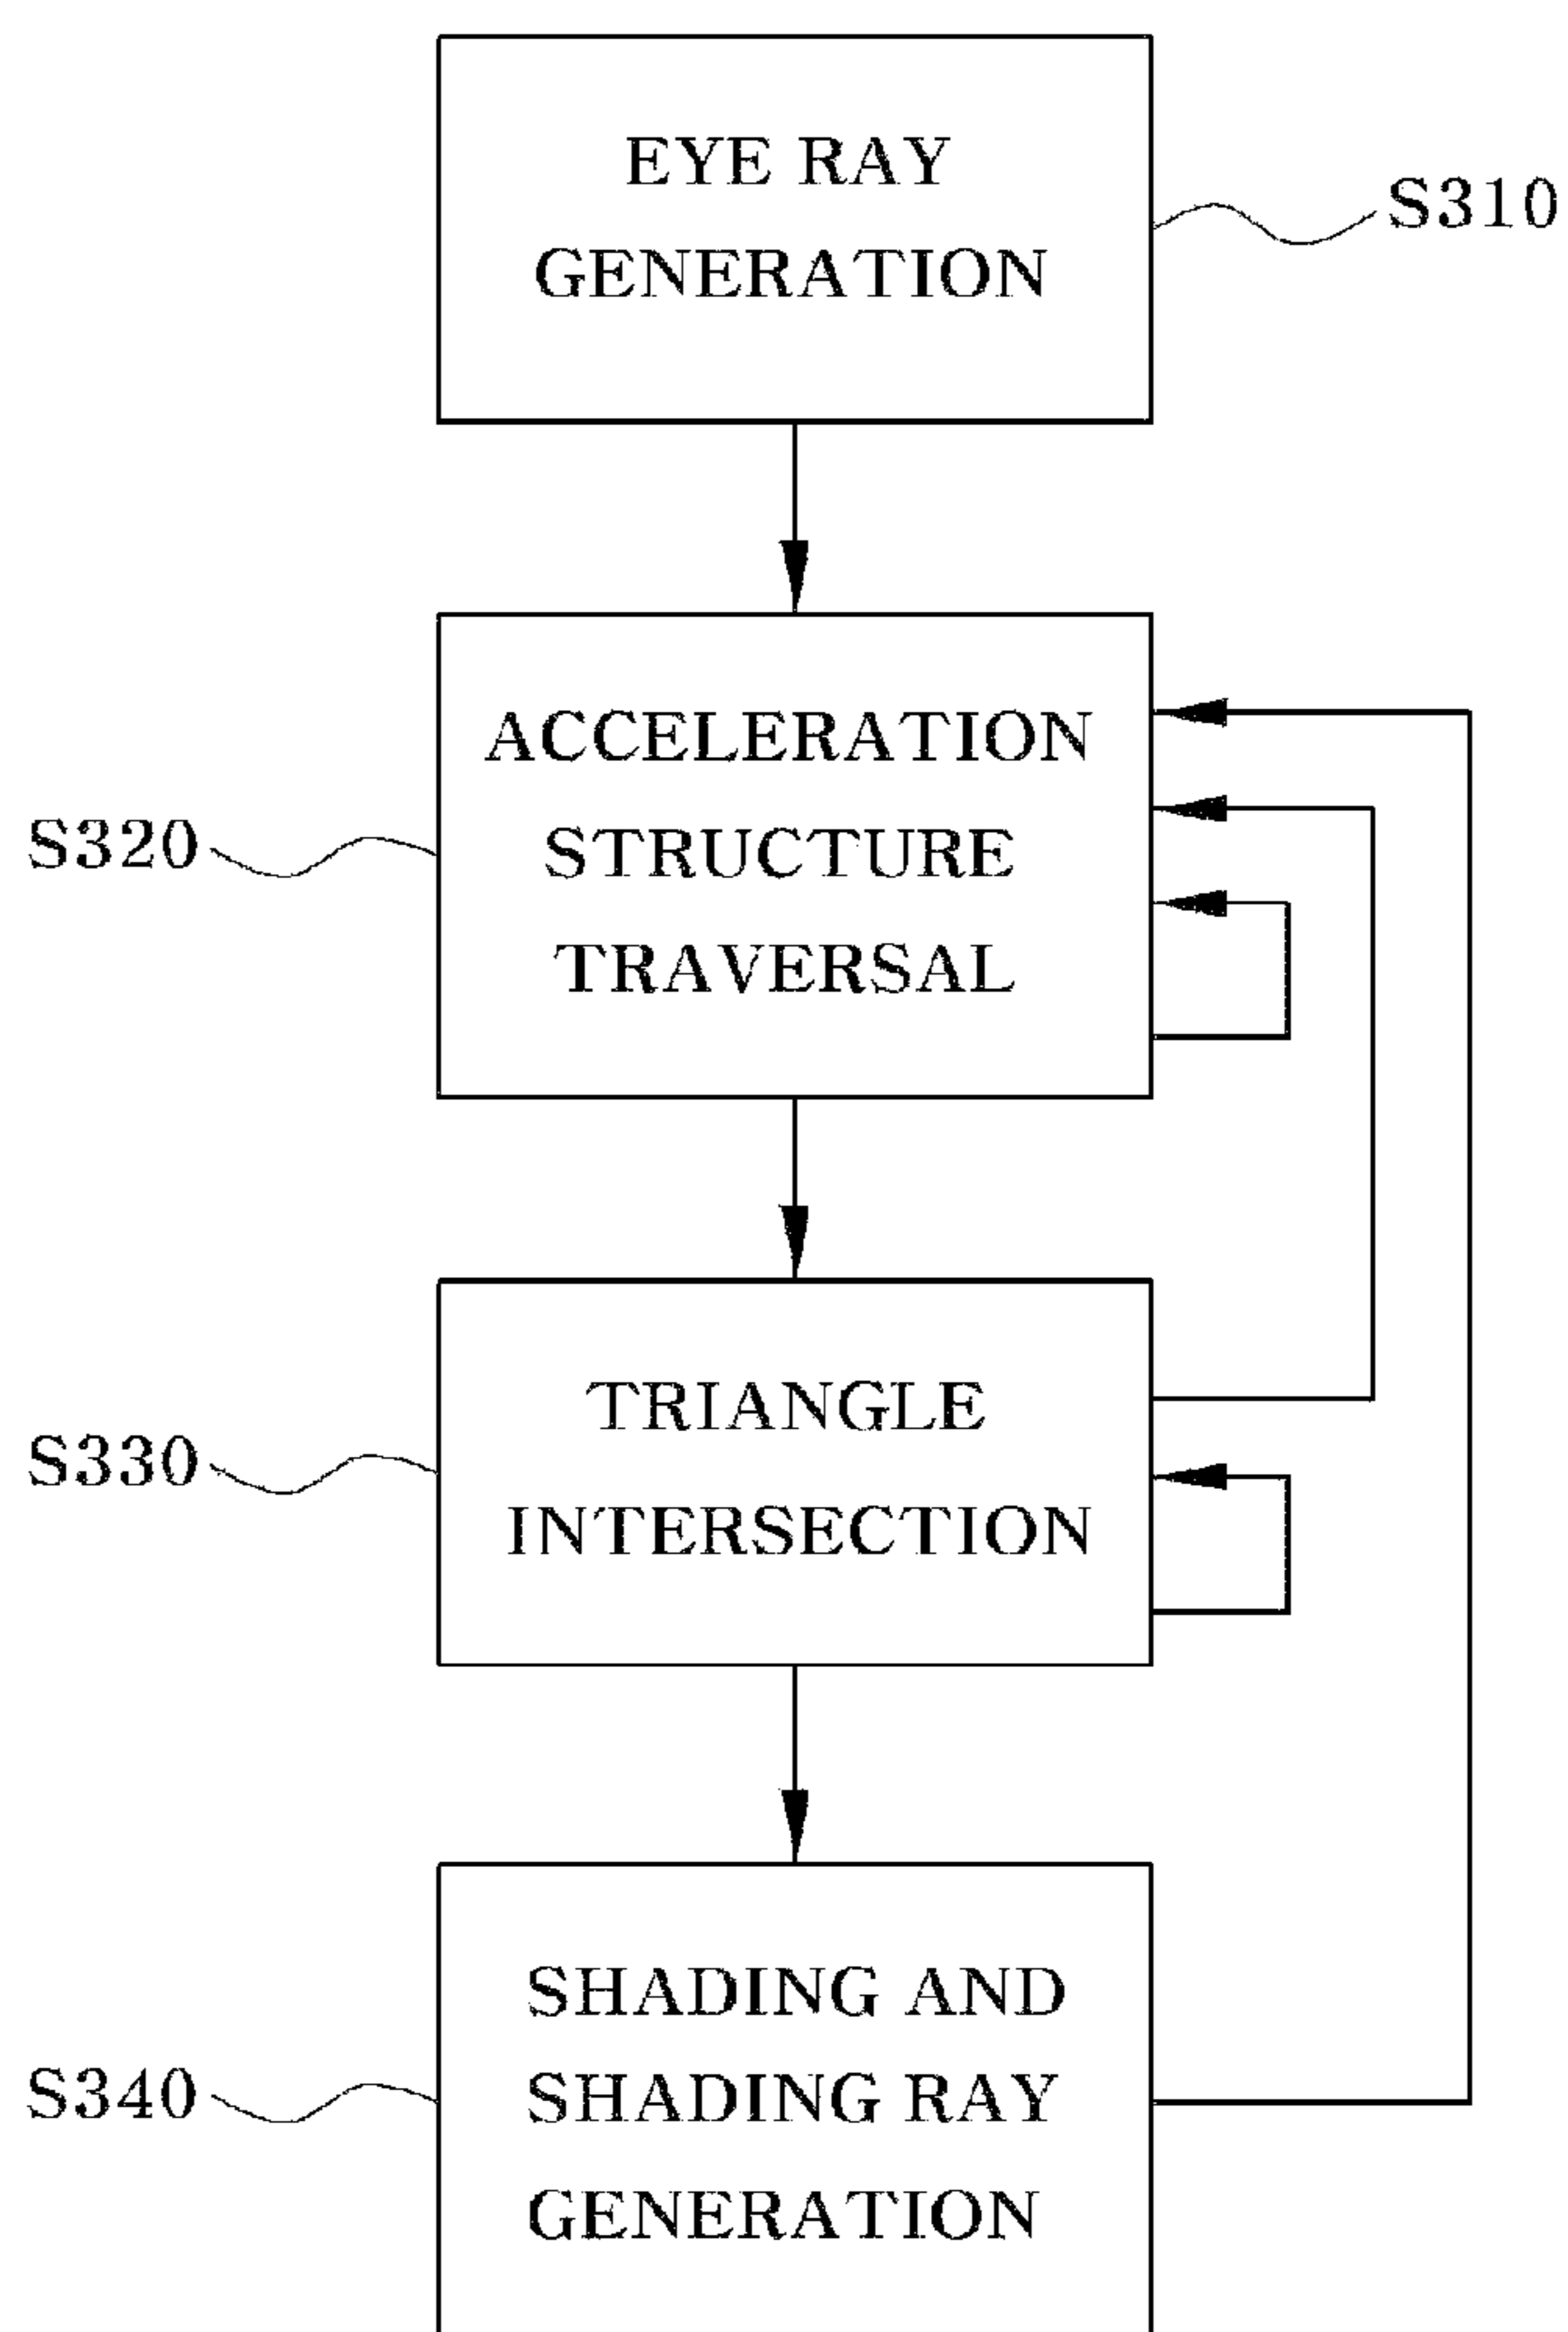 EYE RAY
GENERATION
S310
ACCELERATION
STRUCTURE
TRAVERSAL
S320
TRIANGLE
INTERSECTION
S330
SHADING AND
SHADING RAY
GENERATION
S340